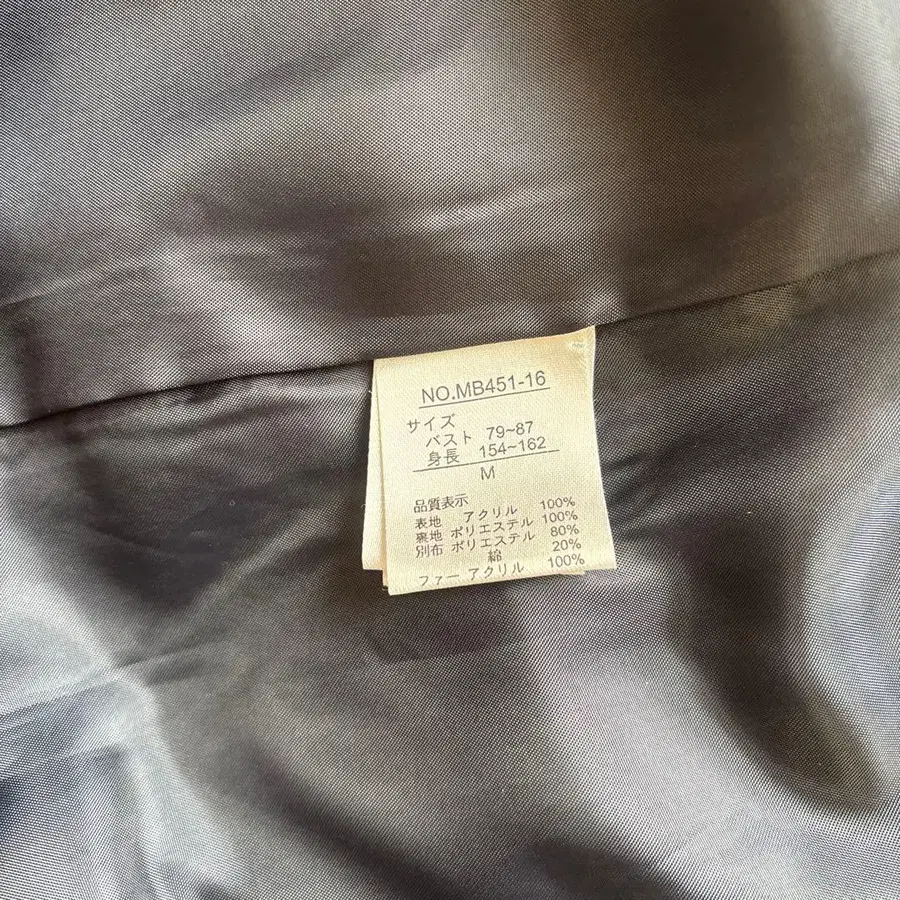 NO.MB451-16
サイズ
バスト 79~87
身長 154~162
M
品質表示
表地 アクリル 100%
裏地 ポリエステル 100%
別布 ポリエステル 80%
綿 20%
ファー アクリル 100%